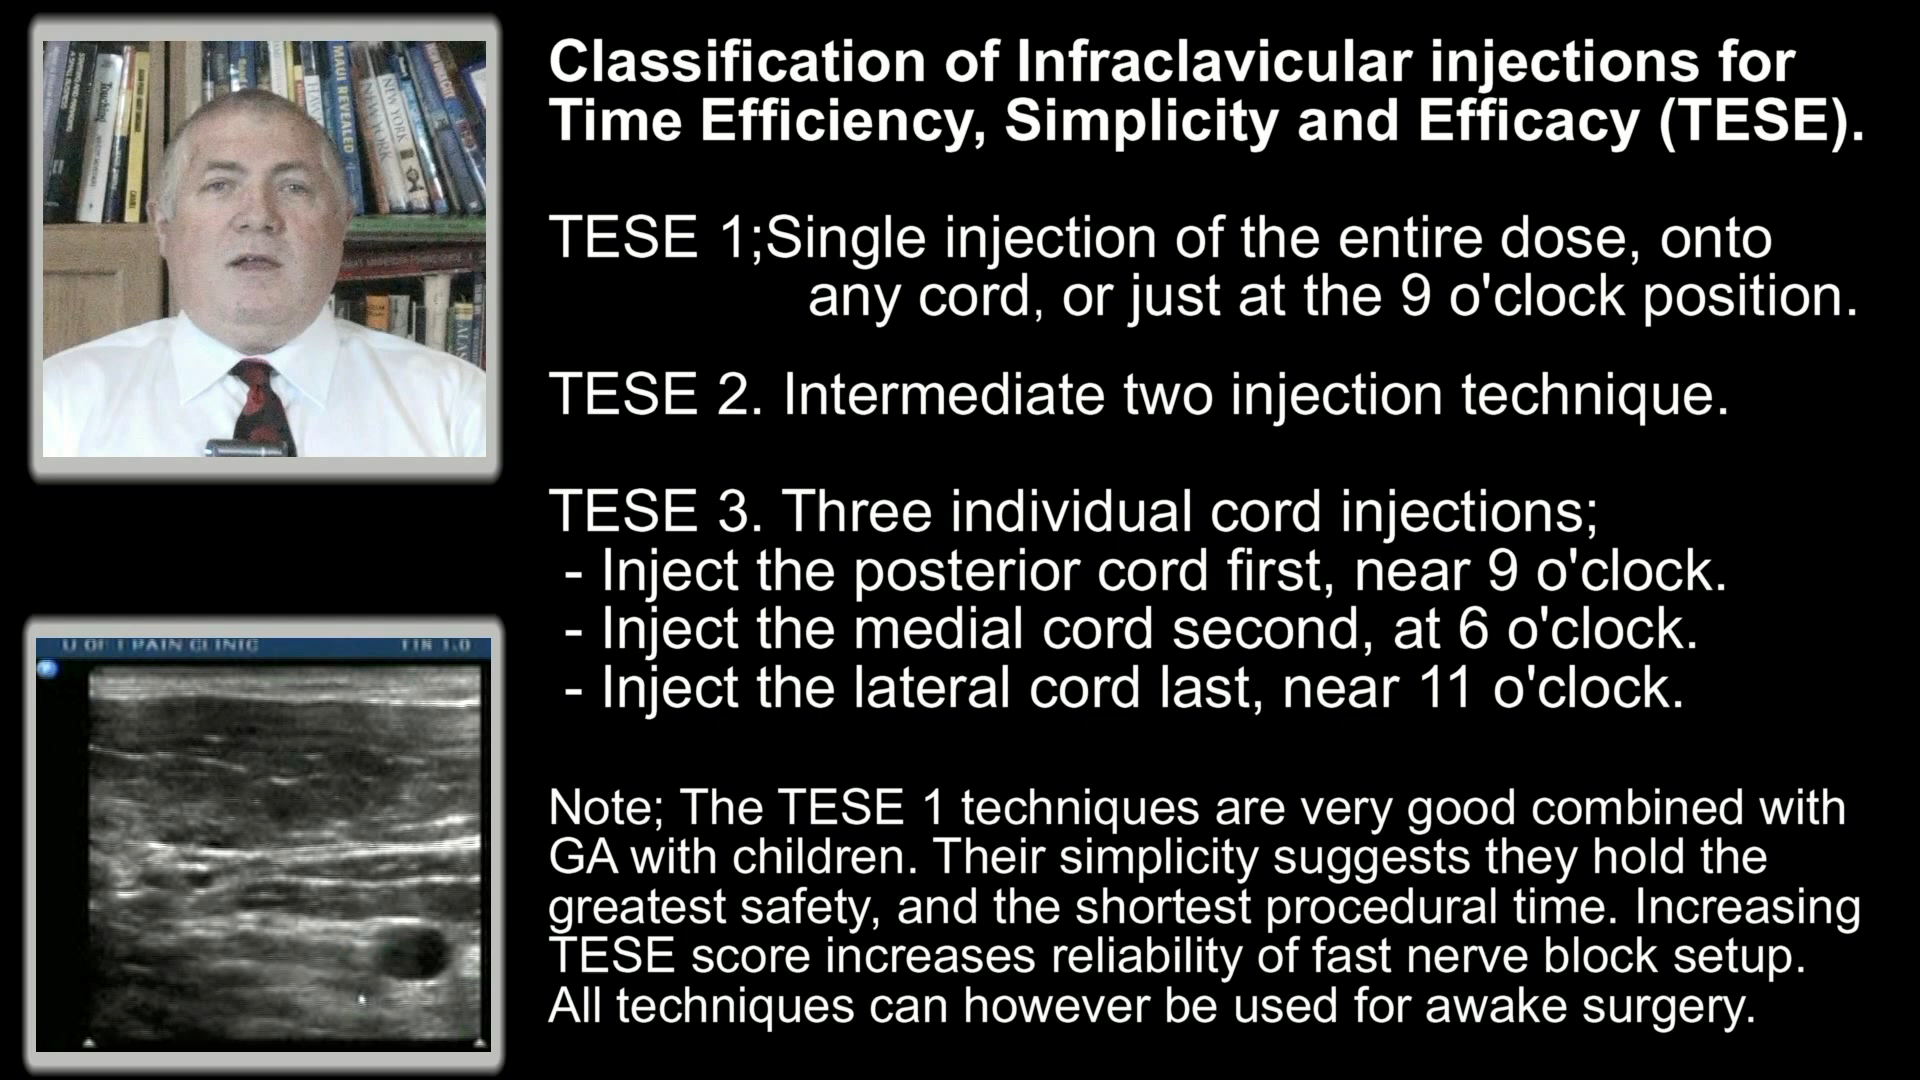 Classification of Infraclavicular injections for
Time Efficiency, Simplicity and Efficacy (TESE).
TESE 1;Single injection of the entire dose, onto
any cord, or just at the 9 o'clock position.
TESE 2. Intermediate two injection technique.
TESE 3. Three individual cord injections;
- Inject the posterior cord first, near 9 o'clock.
- Inject the medial cord second, at 6 o'clock.
- Inject the lateral cord last, near 11 o'clock.
Note; The TESE 1 techniques are very good combined with
GA with children. Their simplicity suggests they hold the
greatest safety, and the shortest procedural time. Increasing
TESE score increases reliability of fast nerve block setup.
All techniques can however be used for awake surgery.
MAUI REVEALED
NEW YORK
U OF I PAIN CLINIC